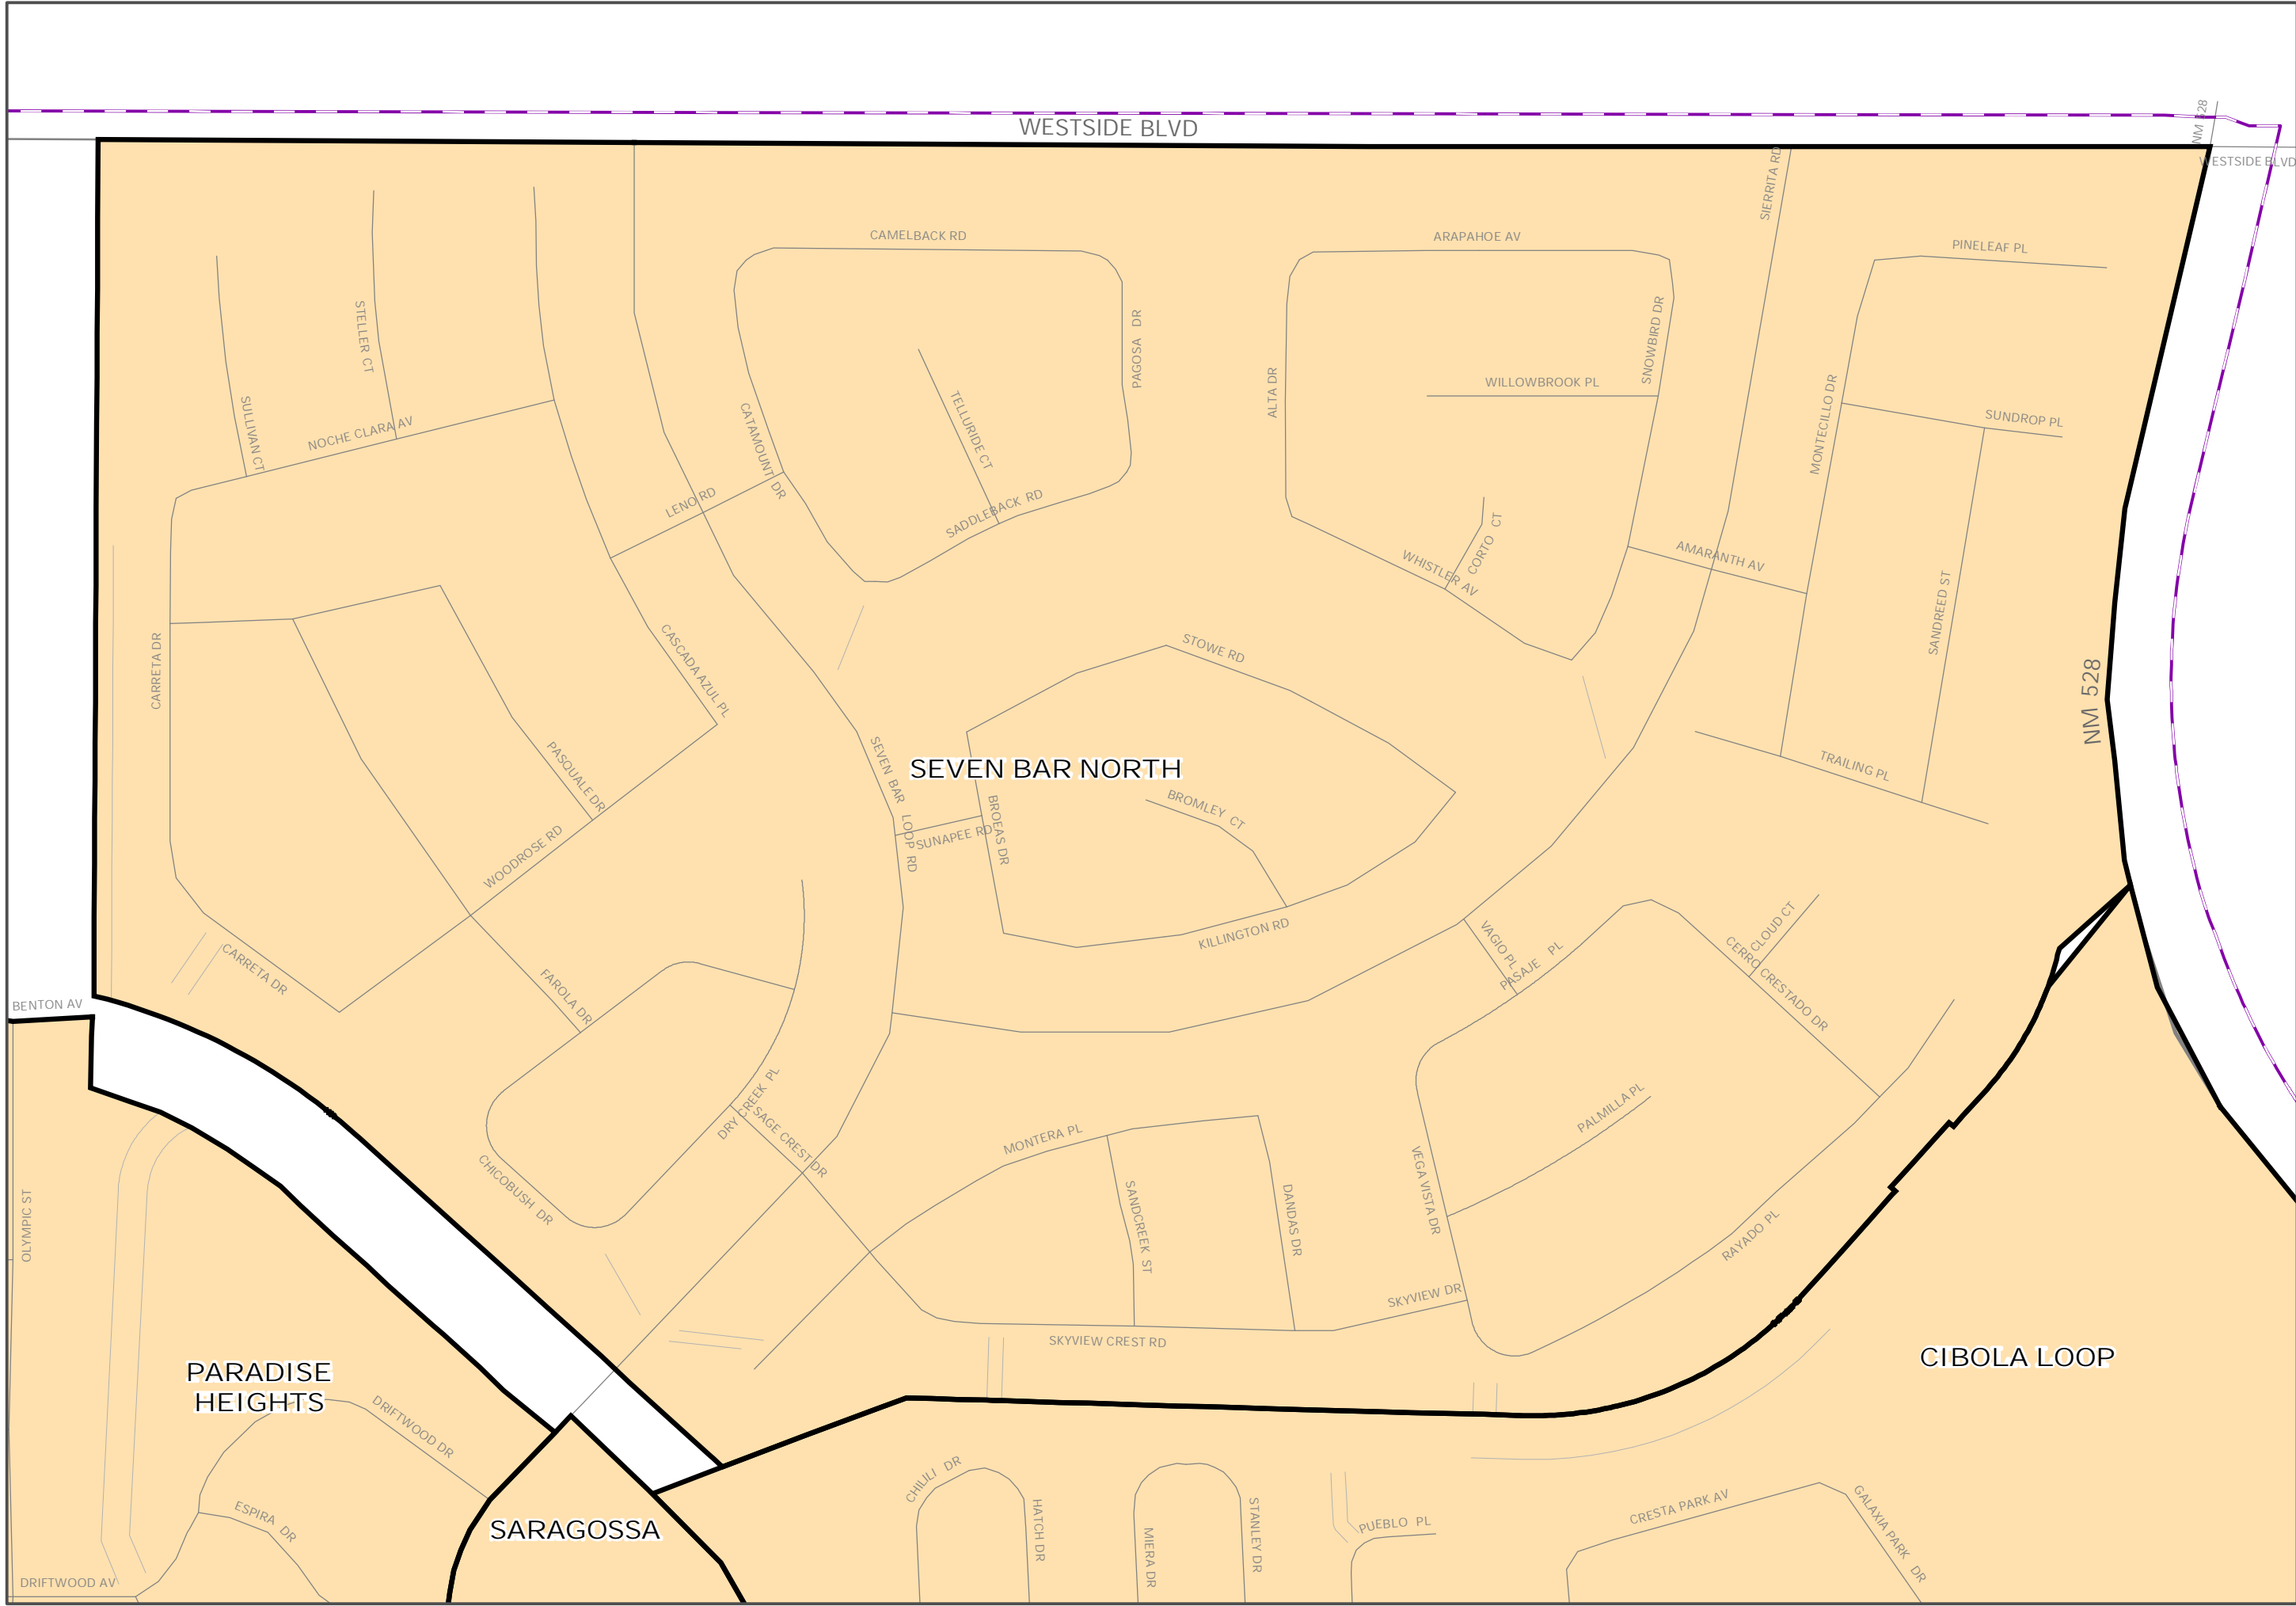 NM 528
WESTSIDE BLVD
WESTSIDE BLVD
SIERRITA RD
CAMELBACK RD
ARAPAHOE AV
PINELEAF PL
STELLER CT
PAGOSA DR
SNOWBIRD DR
ALTA DR
WILLOWBROOK PL
MONTECILLO DR
SULLIVAN CT
NOCHE CLARA AV
CATAMOUNT DR
TELLURIDE CT
SUNDROP PL
LENO RD
SADDLEBACK RD
CORTO CT
WHISTLER AV
AMARANTH AV
SANDREED ST
CARRETA DR
CASCADA AZUL PL
STOWE RD
NM 528
SEVEN BAR NORTH
SEVEN BAR LOOP RD
PASQUALE DR
TRAILING PL
BROMLEY CT
BROEAS DR
SUNAPEE RD
WOODROSE RD
KILLINGTON RD
VAGIO PL
PASAJE PL
CLOUD CT
CERRO CRESTADO DR
CARRETA DR
FAROLA DR
BENTON AV
DRY CREEK PL
SAGE CREST DR
MONTERA PL
PALMILLA PL
CHICOBUSH DR
SANDCREEK ST
DANDAS DR
VEGA VISTA DR
OLYMPIC ST
RAYADO PL
SKYVIEW DR
SKYVIEW CREST RD
PARADISE
HEIGHTS
CIBOLA LOOP
DRIFTWOOD DR
CHILILI DR
HATCH DR
MIERA DR
STANLEY DR
PUEBLO PL
CRESTA PARK AV
GALAXIA PARK DR
ESPIRA DR
SARAGOSSA
DRIFTWOOD AV